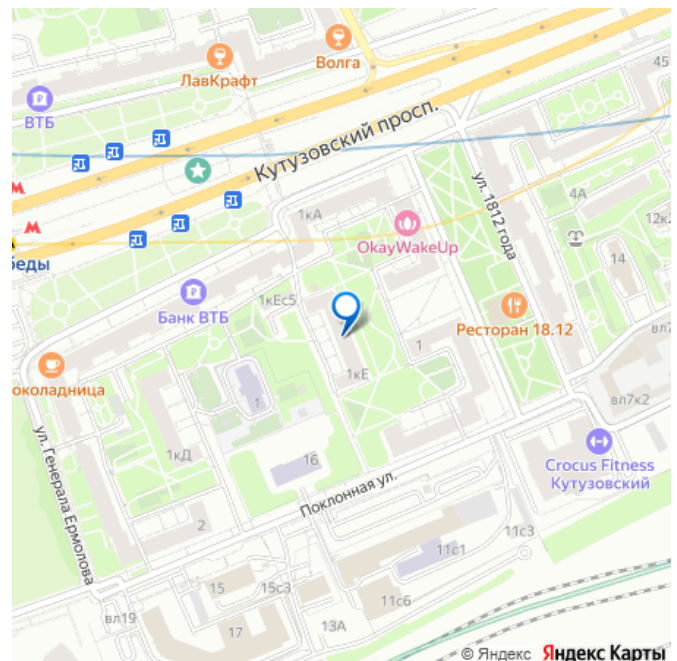 Волга
ЛавКрафт
45
ВТБ
Кутузовский просп.
ул. 1812 года
4А
12к2
1кА
OkayWakeUp
14
беды
1кЕс5
Банк ВТБ
Ресторан 18.12
вл7
1
околадница
1кЕ
вл7к2
1
ул. Генерала Ермолова
1кД
16
Crocus Fitness
Кутузовский
Поклонная ул.
2
11с3
11с1
15
15с3
11с6
вл19
17
13А
© Яндекс Яндекс Карты